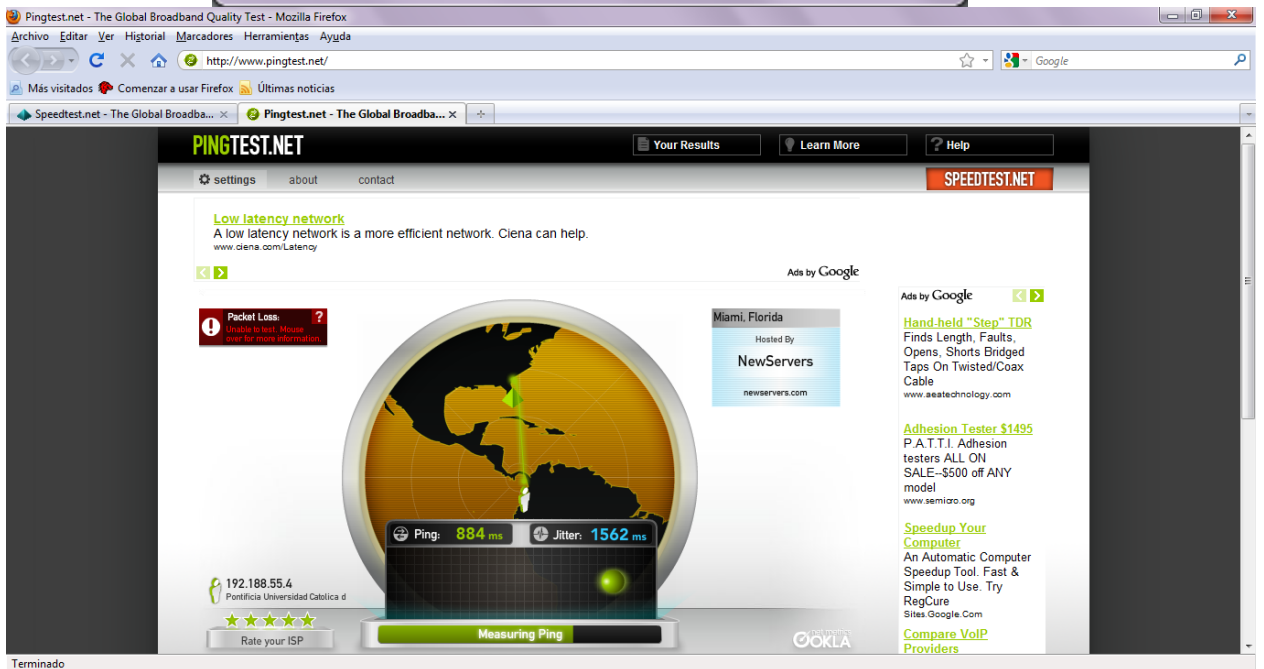 Pingtest.net - The Global Broadband Quality Test - Mozilla Firefox
Archivo Editar Ver Historial Marcadores Herramientas Ayuda
http://www.pingtest.net/
Google
Más visitados Comenzar a usar Firefox Últimas noticias
Speedtest.net - The Global Broadba...
Pingtest.net - The Global Broadba...
PINGTEST.NET
Your Results
Learn More
? Help
settings
about
contact
SPEEDTEST.NET
Low latency network
A low latency network is a more efficient network. Ciena can help.
www.ciena.com/Latency
Ads by Google
Packet Loss: ?
Unable to test. Mouse
over for more information.
Miami, Florida
Hosted By
NewServers
newservers.com
Ping: 884 ms
Jitter: 1562 ms
192.188.55.4
Pontificia Universidad Catolica d
Rate your ISP
Measuring Ping
OOKLA
Ads by Google
Hand-held "Step" TDR
Finds Length, Faults,
Opens, Shorts Bridged
Taps On Twisted/Coax
Cable
www.aeatechnology.com
Adhesion Tester $1495
P.A.T.T.I. Adhesion
testers ALL ON
SALE--$500 off ANY
model
www.semicro.org
Speedup Your
Computer
An Automatic Computer
Speedup Tool. Fast &
Simple to Use. Try
RegCure
Sites.Google.Com
Compare VoIP
Providers
Terminado